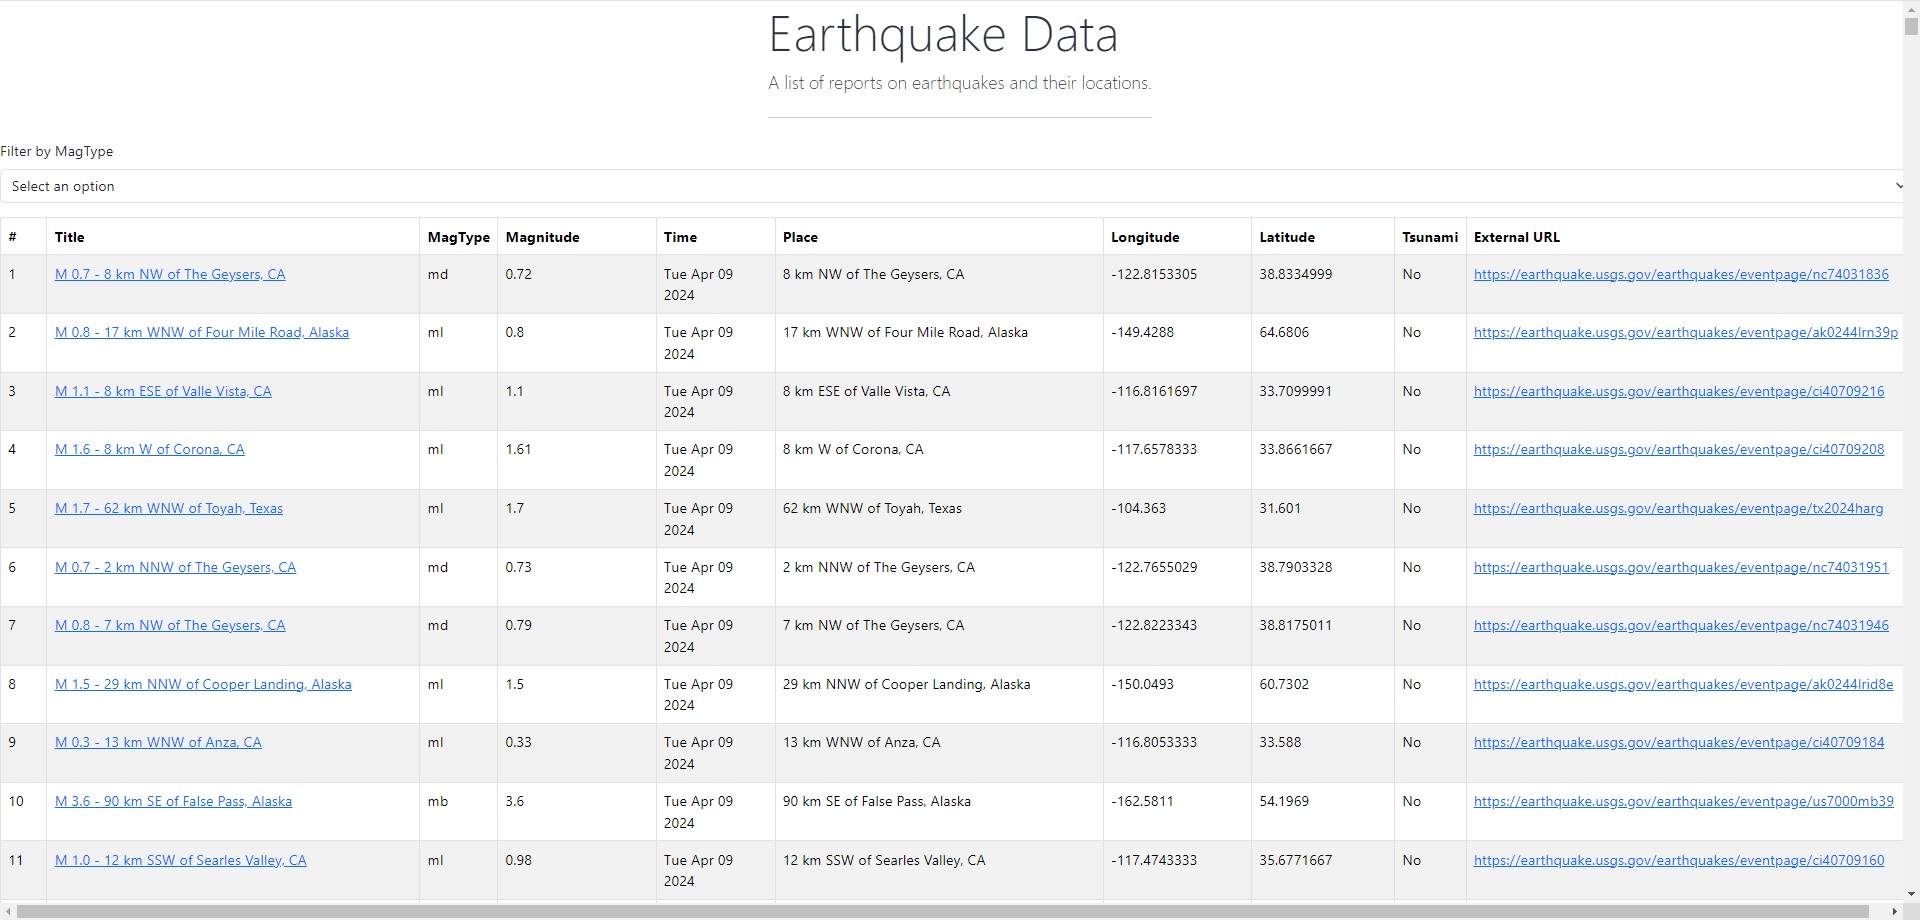 Earthquake Data
A list of reports on earthquakes and their locations.
Filter by MagType
Select an option
# Title MagType Magnitude Time Place Longitude Latitude Tsunami External URL
1 M 0.7 - 8 km NW of The Geysers, CA md 0.72 Tue Apr 09 2024 8 km NW of The Geysers, CA -122.8153305 38.8334999 No https://earthquake.usgs.gov/earthquakes/eventpage/nc74031836
2 M 0.8 - 17 km WNW of Four Mile Road, Alaska ml 0.8 Tue Apr 09 2024 17 km WNW of Four Mile Road, Alaska -149.4288 64.6806 No https://earthquake.usgs.gov/earthquakes/eventpage/ak0244lrn39p
3 M 1.1 - 8 km ESE of Valle Vista, CA ml 1.1 Tue Apr 09 2024 8 km ESE of Valle Vista, CA -116.8161697 33.7099991 No https://earthquake.usgs.gov/earthquakes/eventpage/ci40709216
4 M 1.6 - 8 km W of Corona, CA ml 1.61 Tue Apr 09 2024 8 km W of Corona, CA -117.6578333 33.8661667 No https://earthquake.usgs.gov/earthquakes/eventpage/ci40709208
5 M 1.7 - 62 km WNW of Toyah, Texas ml 1.7 Tue Apr 09 2024 62 km WNW of Toyah, Texas -104.363 31.601 No https://earthquake.usgs.gov/earthquakes/eventpage/tx2024harg
6 M 0.7 - 2 km NNW of The Geysers, CA md 0.73 Tue Apr 09 2024 2 km NNW of The Geysers, CA -122.7655029 38.7903328 No https://earthquake.usgs.gov/earthquakes/eventpage/nc74031951
7 M 0.8 - 7 km NW of The Geysers, CA md 0.79 Tue Apr 09 2024 7 km NW of The Geysers, CA -122.8223343 38.8175011 No https://earthquake.usgs.gov/earthquakes/eventpage/nc74031946
8 M 1.5 - 29 km NNW of Cooper Landing, Alaska ml 1.5 Tue Apr 09 2024 29 km NNW of Cooper Landing, Alaska -150.0493 60.7302 No https://earthquake.usgs.gov/earthquakes/eventpage/ak0244lrid8e
9 M 0.3 - 13 km WNW of Anza, CA ml 0.33 Tue Apr 09 2024 13 km WNW of Anza, CA -116.8053333 33.588 No https://earthquake.usgs.gov/earthquakes/eventpage/ci40709184
10 M 3.6 - 90 km SE of False Pass, Alaska mb 3.6 Tue Apr 09 2024 90 km SE of False Pass, Alaska -162.5811 54.1969 No https://earthquake.usgs.gov/earthquakes/eventpage/us7000mb39
11 M 1.0 - 12 km SSW of Searles Valley, CA ml 0.98 Tue Apr 09 2024 12 km SSW of Searles Valley, CA -117.4743333 35.6771667 No https://earthquake.usgs.gov/earthquakes/eventpage/ci40709160